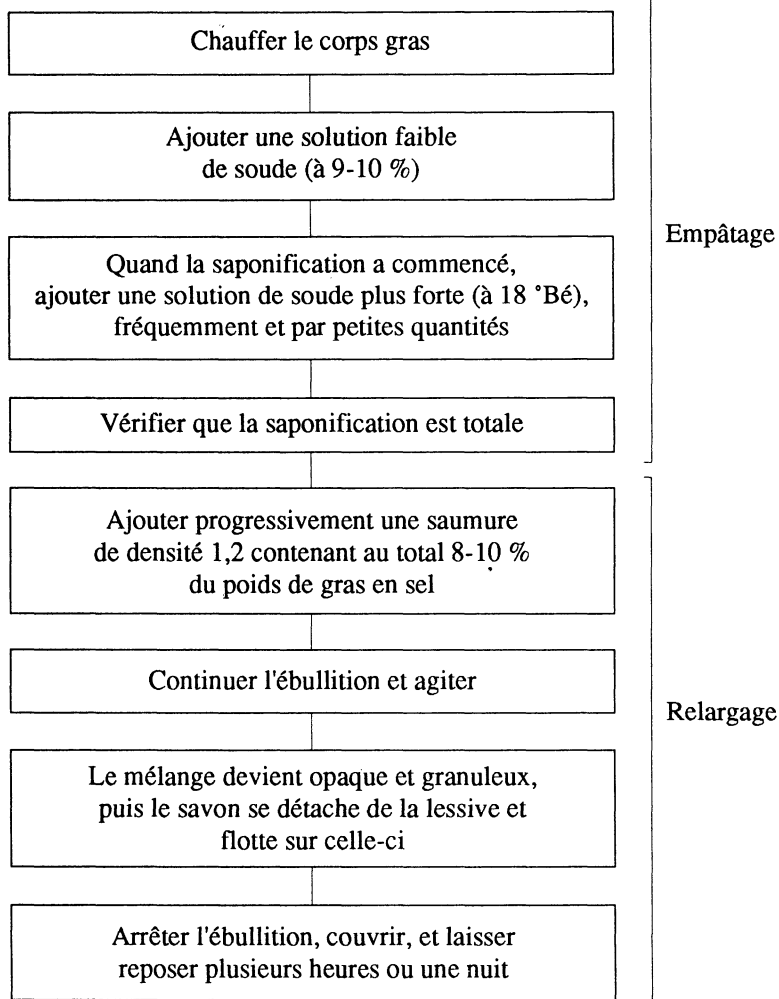 Chauffer le corps gras
Ajouter une solution faible
de soude (à 9-10 %)
Quand la saponification a commencé,
ajouter une solution de soude plus forte (à 18 °Bé),
fréquemment et par petites quantités
Vérifier que la saponification est totale
Empâtage
Ajouter progressivement une saumure
de densité 1,2 contenant au total 8-10 %
du poids de gras en sel
Continuer l'ébullition et agiter
Le mélange devient opaque et granuleux,
puis le savon se détache de la lessive et
flotte sur celle-ci
Arrêter l'ébullition, couvrir, et laisser
reposer plusieurs heures ou une nuit
Relargage